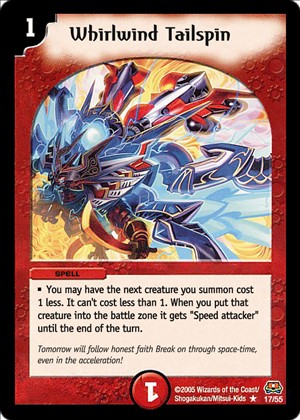 1 Whirlwind Tailspin
SPELL
▪ You may have the next creature you summon cost
1 less. It can't cost less than 1. When you put that
creature into the battle zone it gets "Speed attacker"
until the end of the turn.
Tomorrow will follow honest faith Break on through space-time,
even in the acceleration!
1
©2005 Wizards of the Coast/
Shogakukan/Mitsui-Kids ★ 17/55